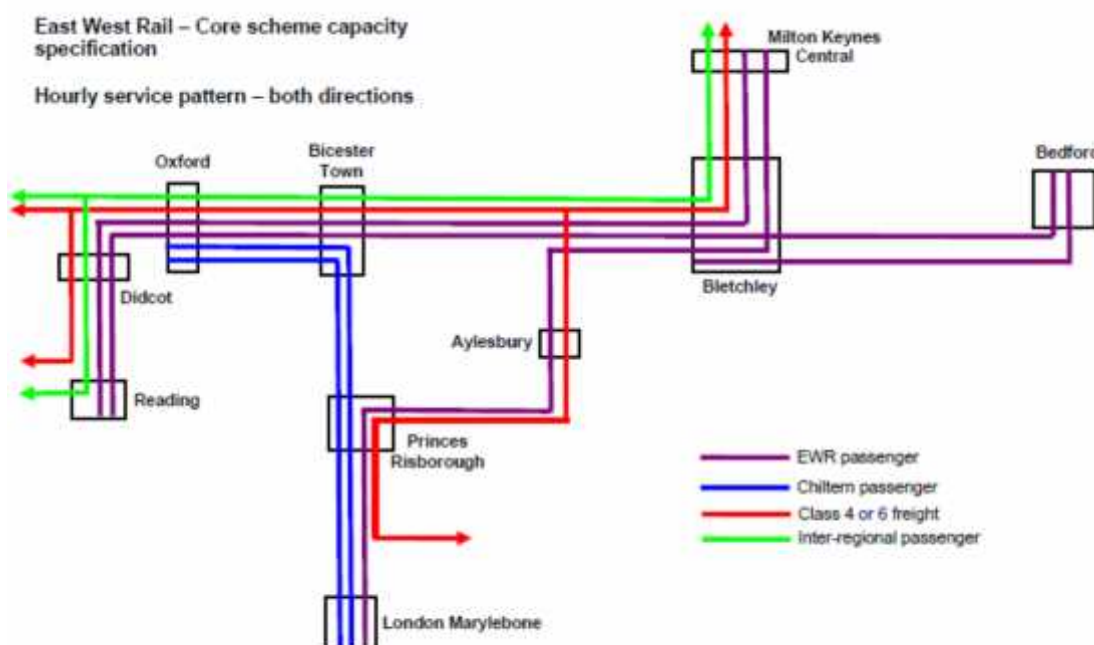 East West Rail – Core scheme capacity
specification
Hourly service pattern – both directions
Milton Keynes
Central
Oxford
Bicester
Town
Bedford
Didcot
Bletchley
Aylesbury
Reading
Princes
Risborough
EWR passenger
Chiltern passenger
Class 4 or 6 freight
Inter-regional passenger
London Marylebone